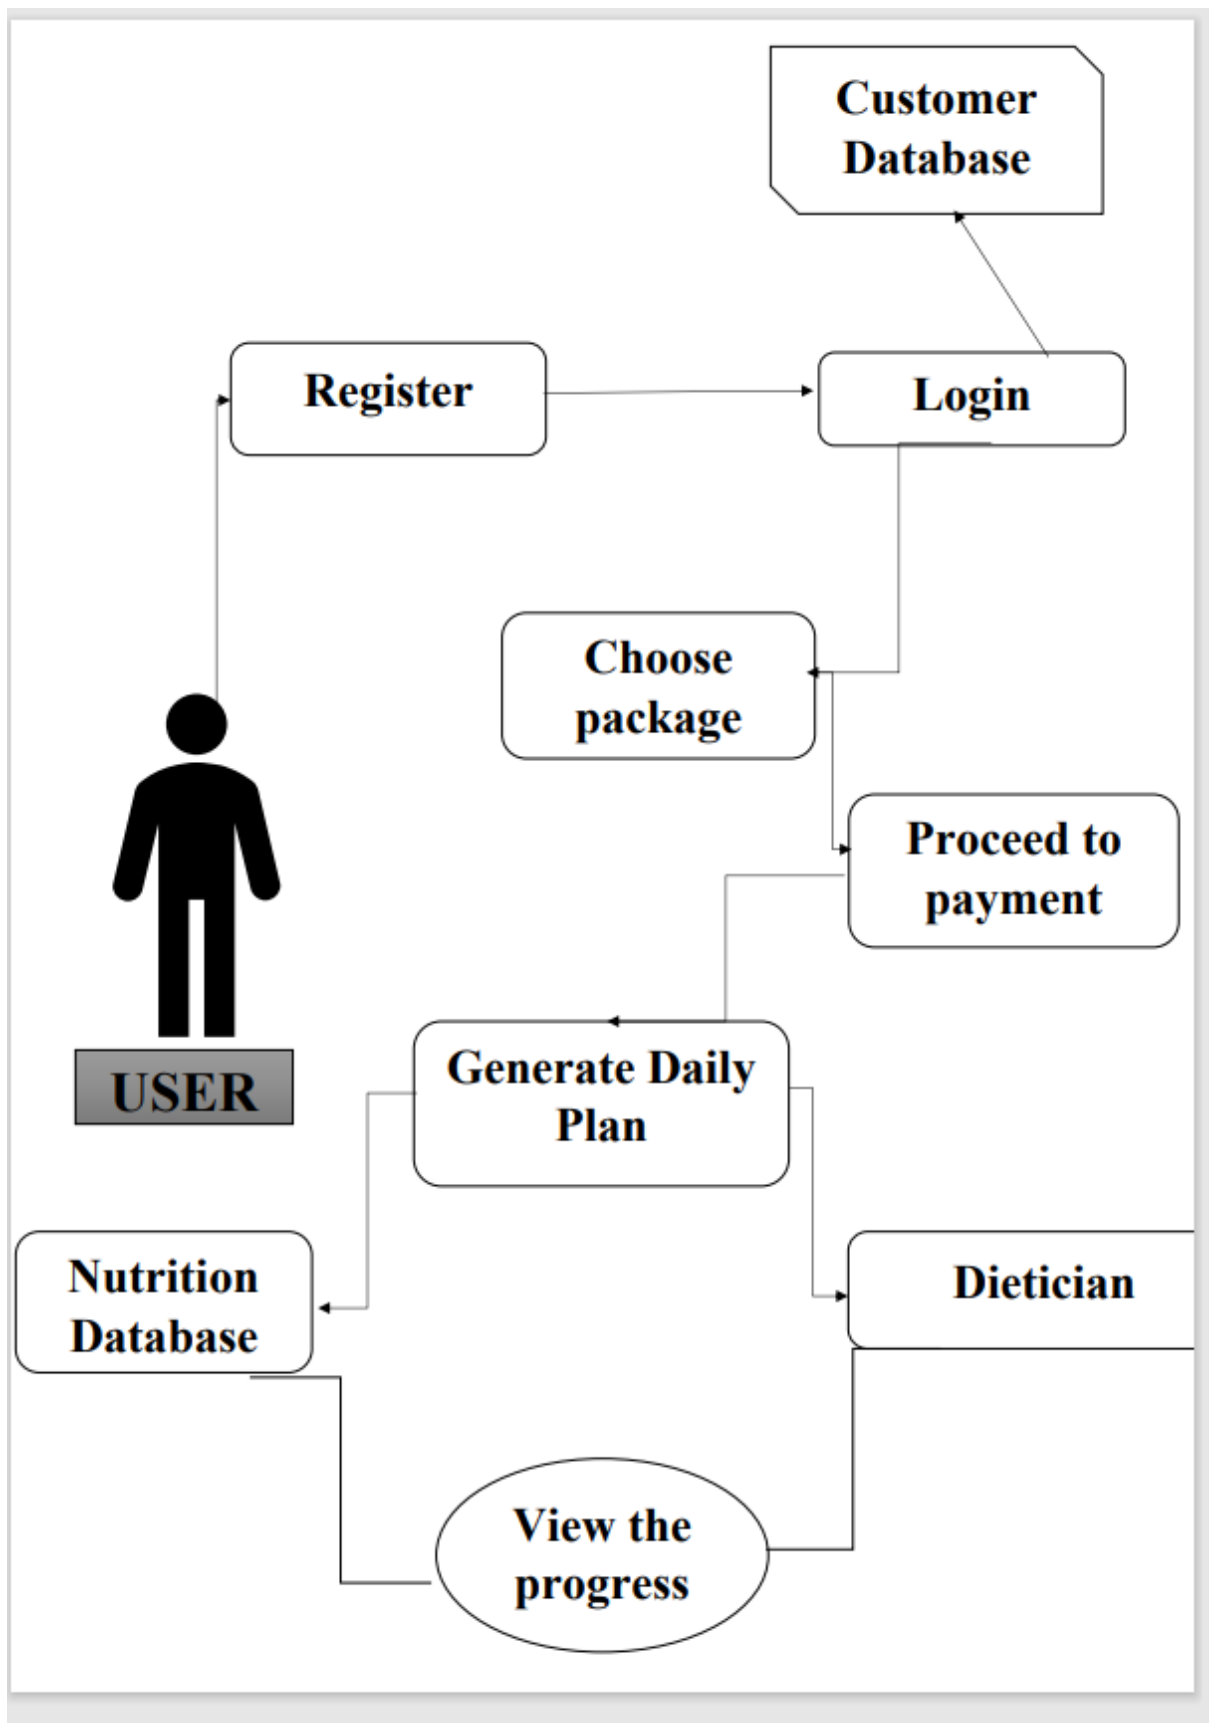 Customer
Database
Register
Login
Choose
package
Proceed to
payment
Generate Daily
Plan
USER
Nutrition
Database
Dietician
View the
progress